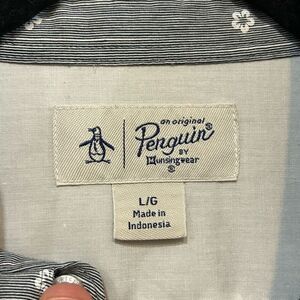 an original
Penguin®
BY
Munsingwear
®
L/G
Made in
Indonesia